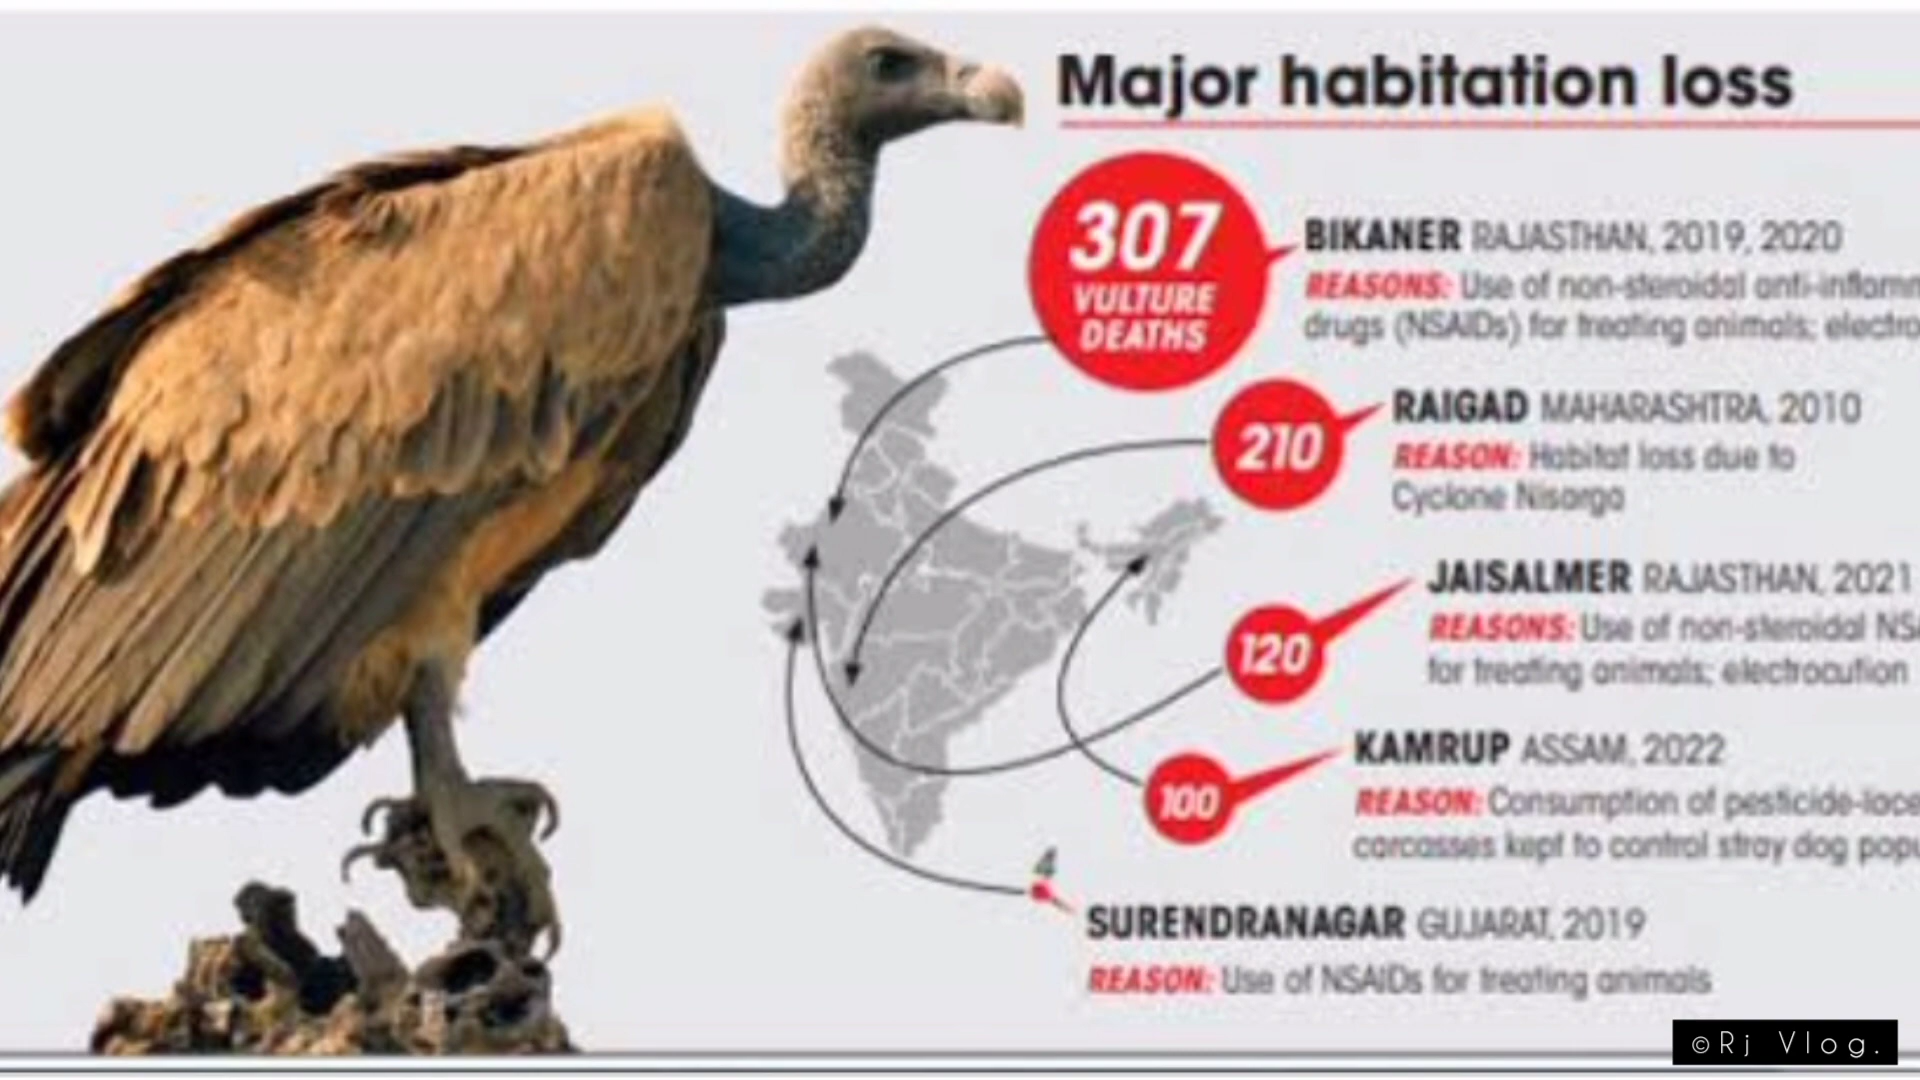 Major habitation loss
307
VULTURE
DEATHS
BIKANER RAJASTHAN, 2019, 2020
REASONS: Use of non-steroidal anti-inflamm
drugs (NSAIDs) for treating animals; electro
210
RAIGAD MAHARASHTRA, 2010
REASON: Habitat loss due to
Cyclone Nisarga
JAISALMER RAJASTHAN, 2021
REASONS: Use of non-steroidal NS
for treating animals; electrocution
120
KAMRUP ASSAM, 2022
REASON: Consumption of pesticide-lace
carcasses kept to control stray dog popu
100
4
SURENDRANAGAR GUJARAT, 2019
REASON: Use of NSAIDs for treating animals
©Rj Vlog.